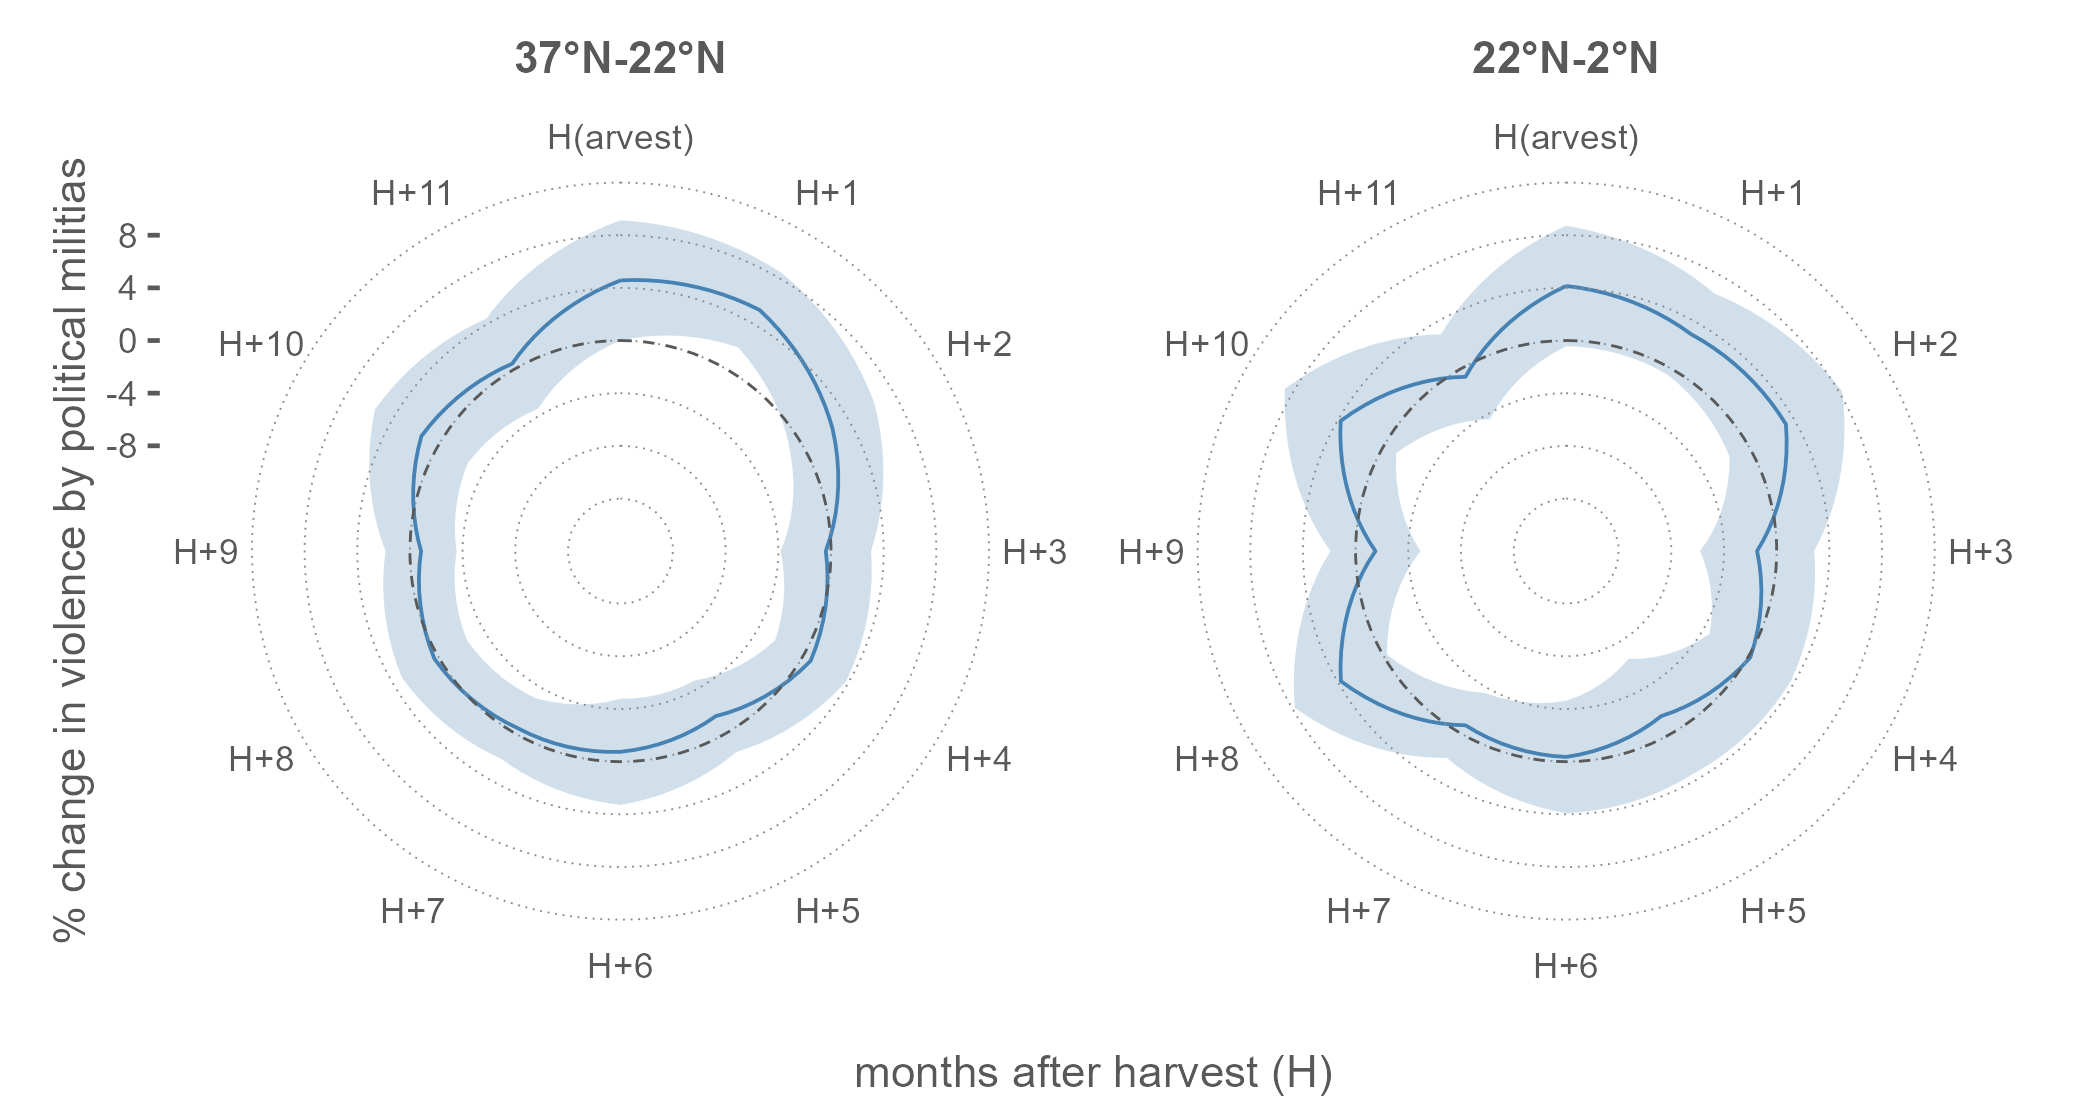 37°N-22°N
22°N-2°N
% change in violence by political militias
8
4
0
-4
-8
H(arvest)
H+1
H+2
H+3
H+4
H+5
H+6
H+7
H+8
H+9
H+10
H+11
H(arvest)
H+1
H+2
H+3
H+4
H+5
H+6
H+7
H+8
H+9
H+10
H+11
months after harvest (H)